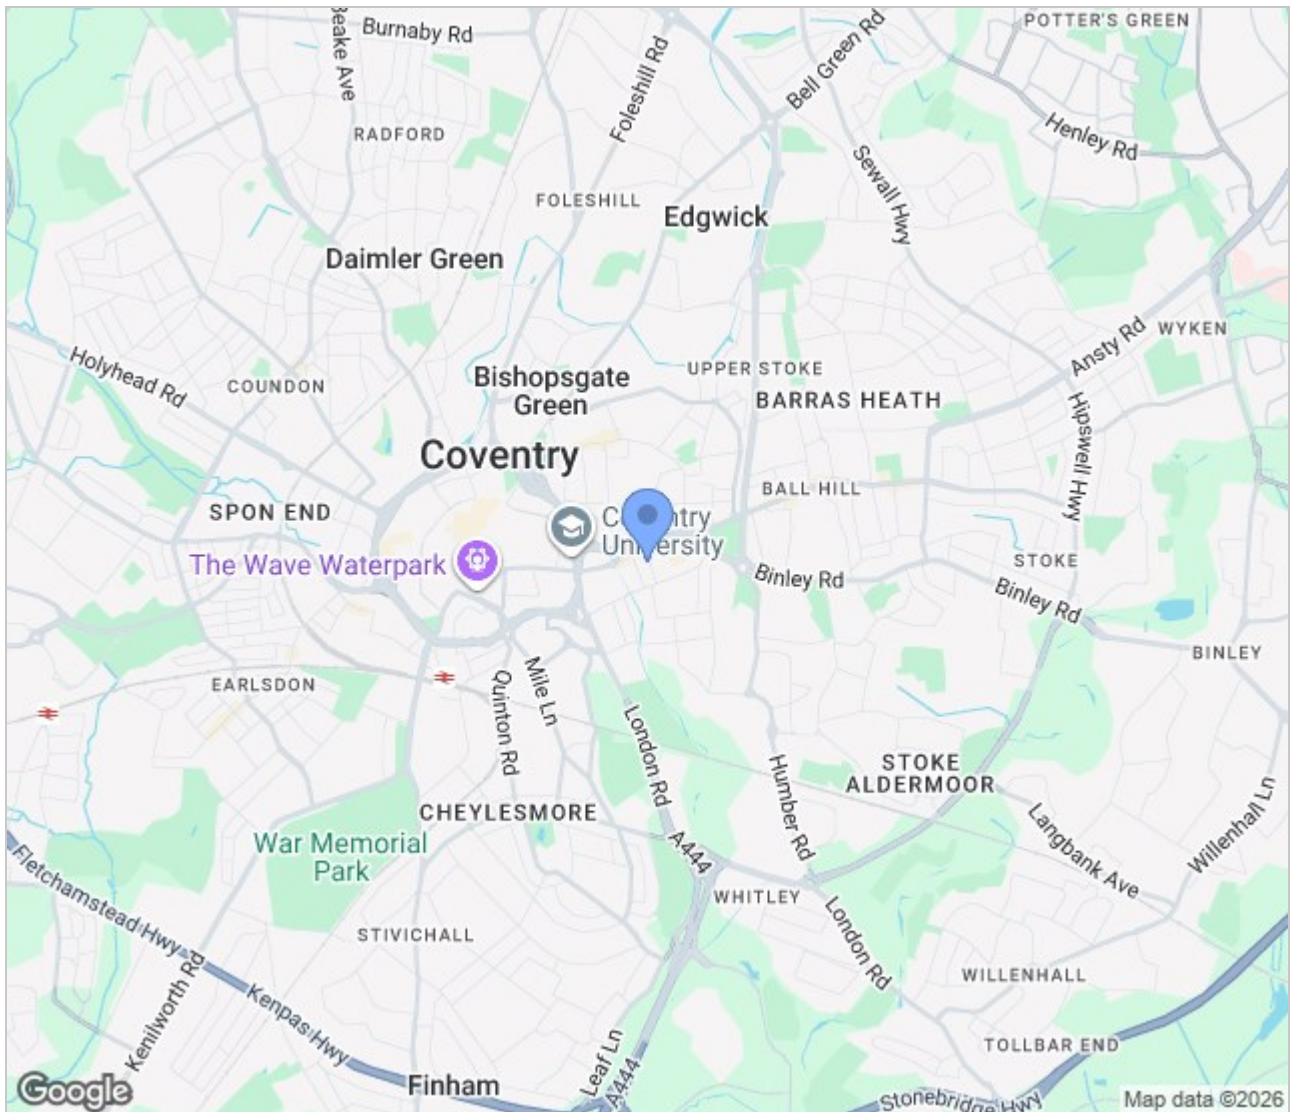 POTTER'S GREEN
Burnaby Rd
Beake Ave
Foleshill Rd
Bell Green Rd
RADFORD
Henley Rd
Sewall Hwy
FOLESHILL
Edgwick
Daimler Green
WYKEN
Ansty Rd
Holyhead Rd
COUNDON
Bishopsgate
Green
UPPER STOKE
BARRAS HEATH
Hipswell Hwy
Coventry
BALL HILL
SPON END
Coventry
University
The Wave Waterpark
Binley Rd
STOKE
Binley Rd
BINLEY
EARLSDON
Quinton Rd
Mile Ln
London Rd
STOKE
ALDERMOOR
Humber Rd
CHEYLESMORE
Langbank Ave
Willenhall Ln
War Memorial
Park
A444
Fletchamstead Hwy
WHITLEY
London Rd
STIVICHALL
WILLENHALL
Kenilworth Rd
Kenpas Hwy
TOLLBAR END
Leaf Ln
A444
Finham
Stonebridge Hwy
Google
Map data ©2026